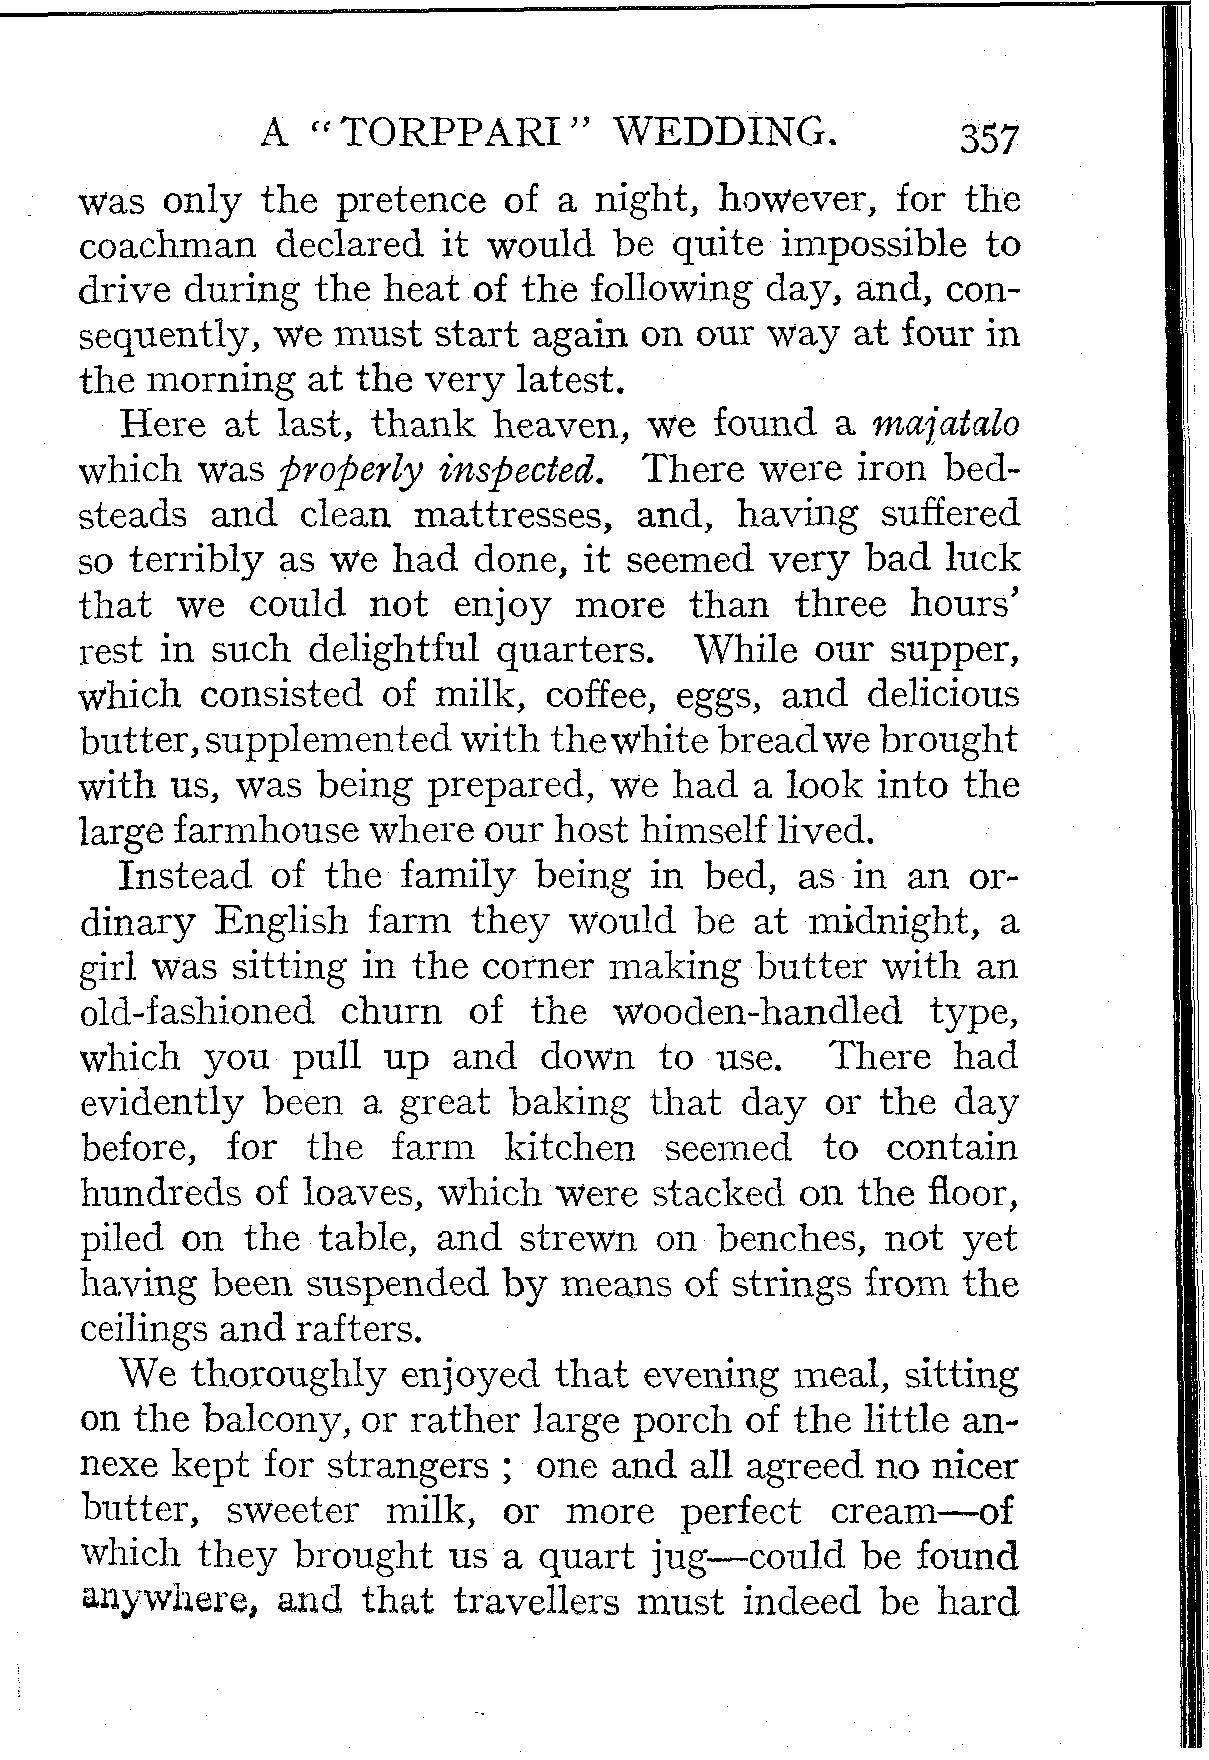 A “TORPPARI” WEDDING. 357
was only the pretence of a night, however, for the
coachman declared it would be quite impossible to
drive during the heat of the following day, and, con-
sequently, we must start again on our way at four in
the morning at the very latest.
Here at last, thank heaven, we found a majatalo
which was properly inspected. There were iron bed-
steads and clean mattresses, and, having suffered
so terribly as we had done, it seemed very bad luck
that we could not enjoy more than three hours’
rest in such delightful quarters. While our supper,
which consisted of milk, coffee, eggs, and delicious
butter, supplemented with the white bread we brought
with us, was being prepared, we had a look into the
large farmhouse where our host himself lived.
Instead of the family being in bed, as in an or-
dinary English farm they would be at midnight, a
girl was sitting in the corner making butter with an
old-fashioned churn of the wooden-handled type,
which you pull up and down to use. There had
evidently been a great baking that day or the day
before, for the farm kitchen seemed to contain
hundreds of loaves, which were stacked on the floor,
piled on the table, and strewn on benches, not yet
having been suspended by means of strings from the
ceilings and rafters.
We thoroughly enjoyed that evening meal, sitting
on the balcony, or rather large porch of the little an-
nexe kept for strangers ; one and all agreed no nicer
butter, sweeter milk, or more perfect cream—of
which they brought us a quart jug—could be found
anywhere, and that travellers must indeed be hard